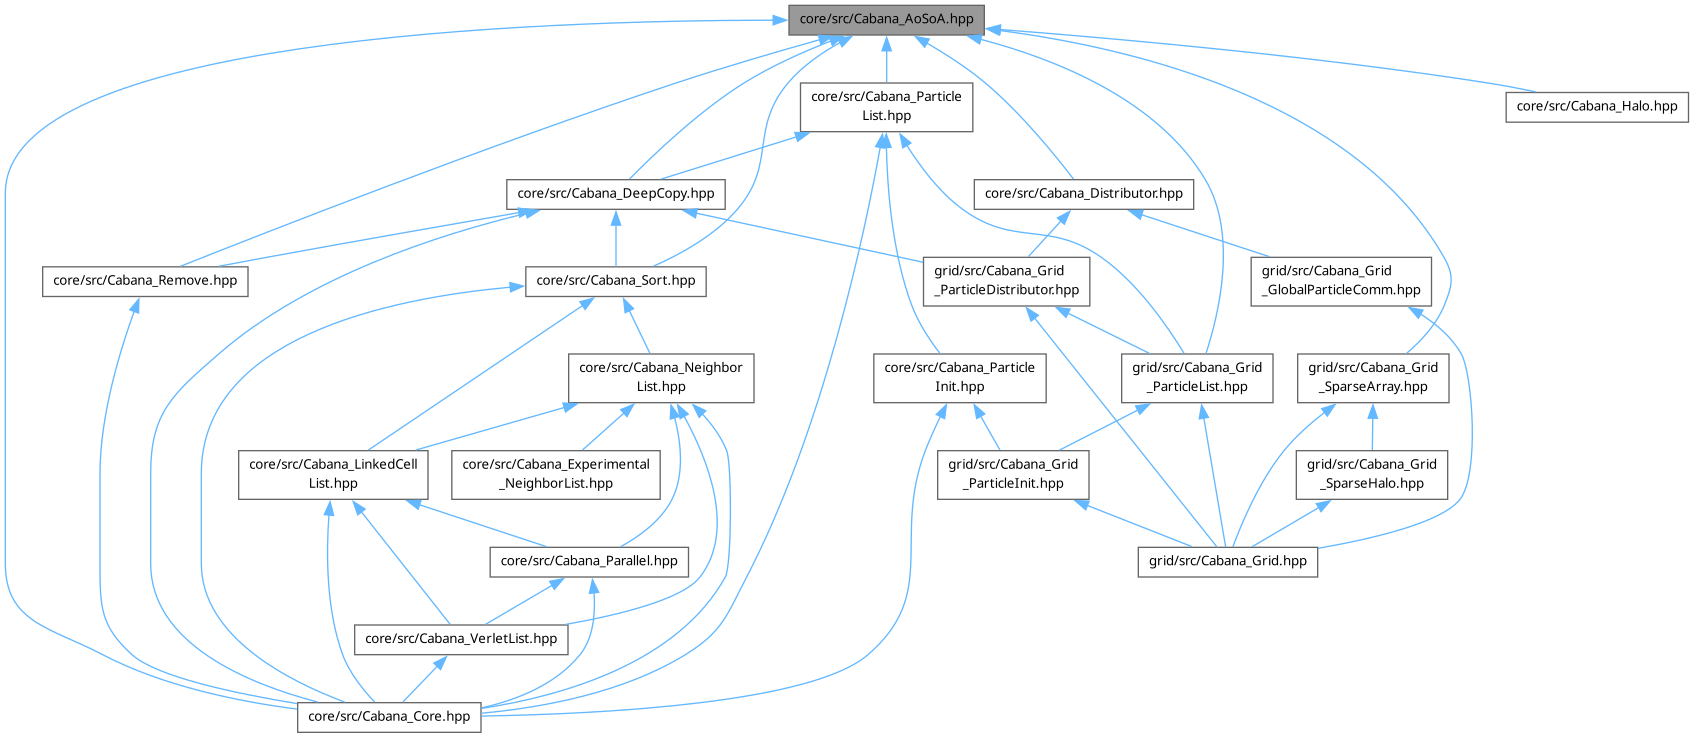 core/src/Cabana_AoSoA.hpp
core/src/Cabana_Particle
List.hpp
core/src/Cabana_Halo.hpp
core/src/Cabana_DeepCopy.hpp
core/src/Cabana_Distributor.hpp
core/src/Cabana_Remove.hpp
core/src/Cabana_Sort.hpp
grid/src/Cabana_Grid
_ParticleDistributor.hpp
grid/src/Cabana_Grid
_GlobalParticleComm.hpp
core/src/Cabana_Neighbor
List.hpp
core/src/Cabana_Particle
Init.hpp
grid/src/Cabana_Grid
_ParticleList.hpp
grid/src/Cabana_Grid
_SparseArray.hpp
core/src/Cabana_LinkedCell
List.hpp
core/src/Cabana_Experimental
_NeighborList.hpp
grid/src/Cabana_Grid
_ParticleInit.hpp
grid/src/Cabana_Grid
_SparseHalo.hpp
core/src/Cabana_Parallel.hpp
grid/src/Cabana_Grid.hpp
core/src/Cabana_VerletList.hpp
core/src/Cabana_Core.hpp